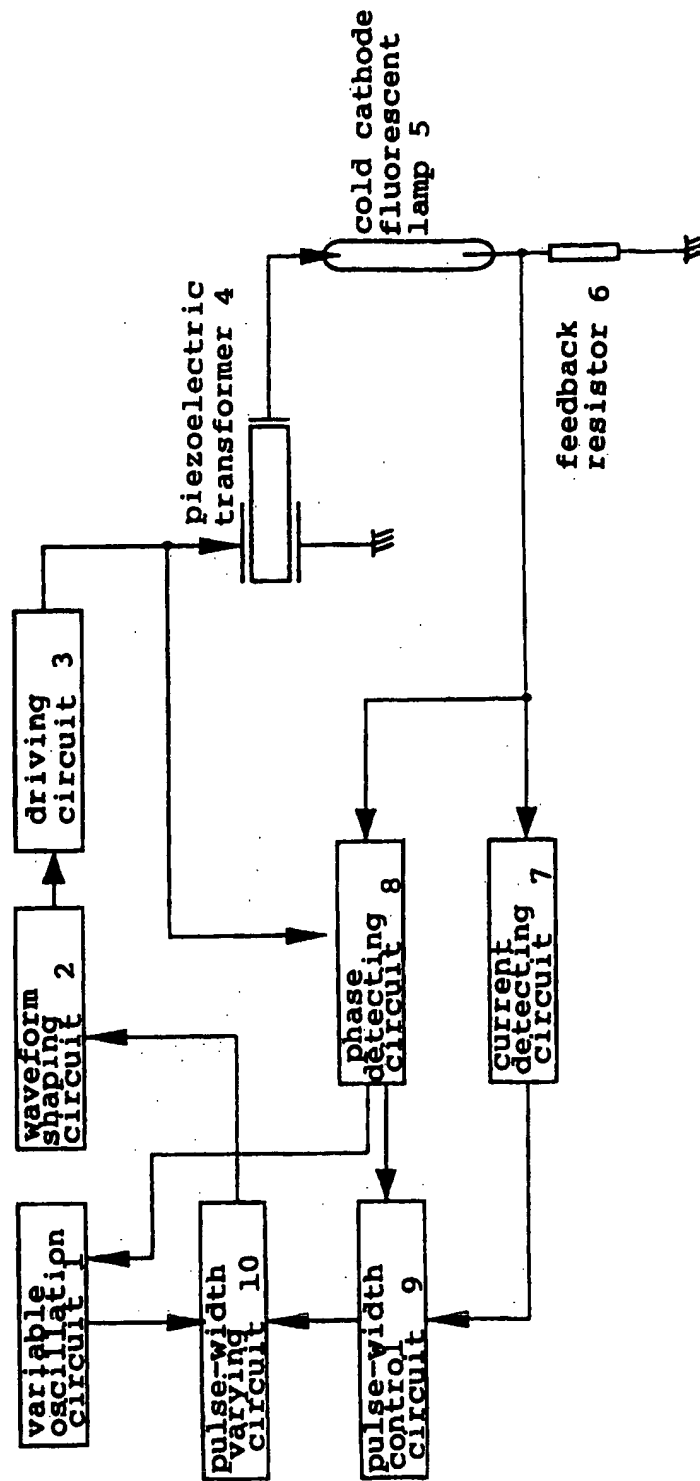 variable
oscillation
circuit 1
waveform
shaping
circuit 2
driving
circuit 3
piezoelectric
transformer 4
cold cathode
fluorescent
lamp 5
pulse-width
varying
circuit 10
pulse-width
control
circuit 9
phase
detecting
circuit 8
current
detecting
circuit 7
feedback
resistor 6